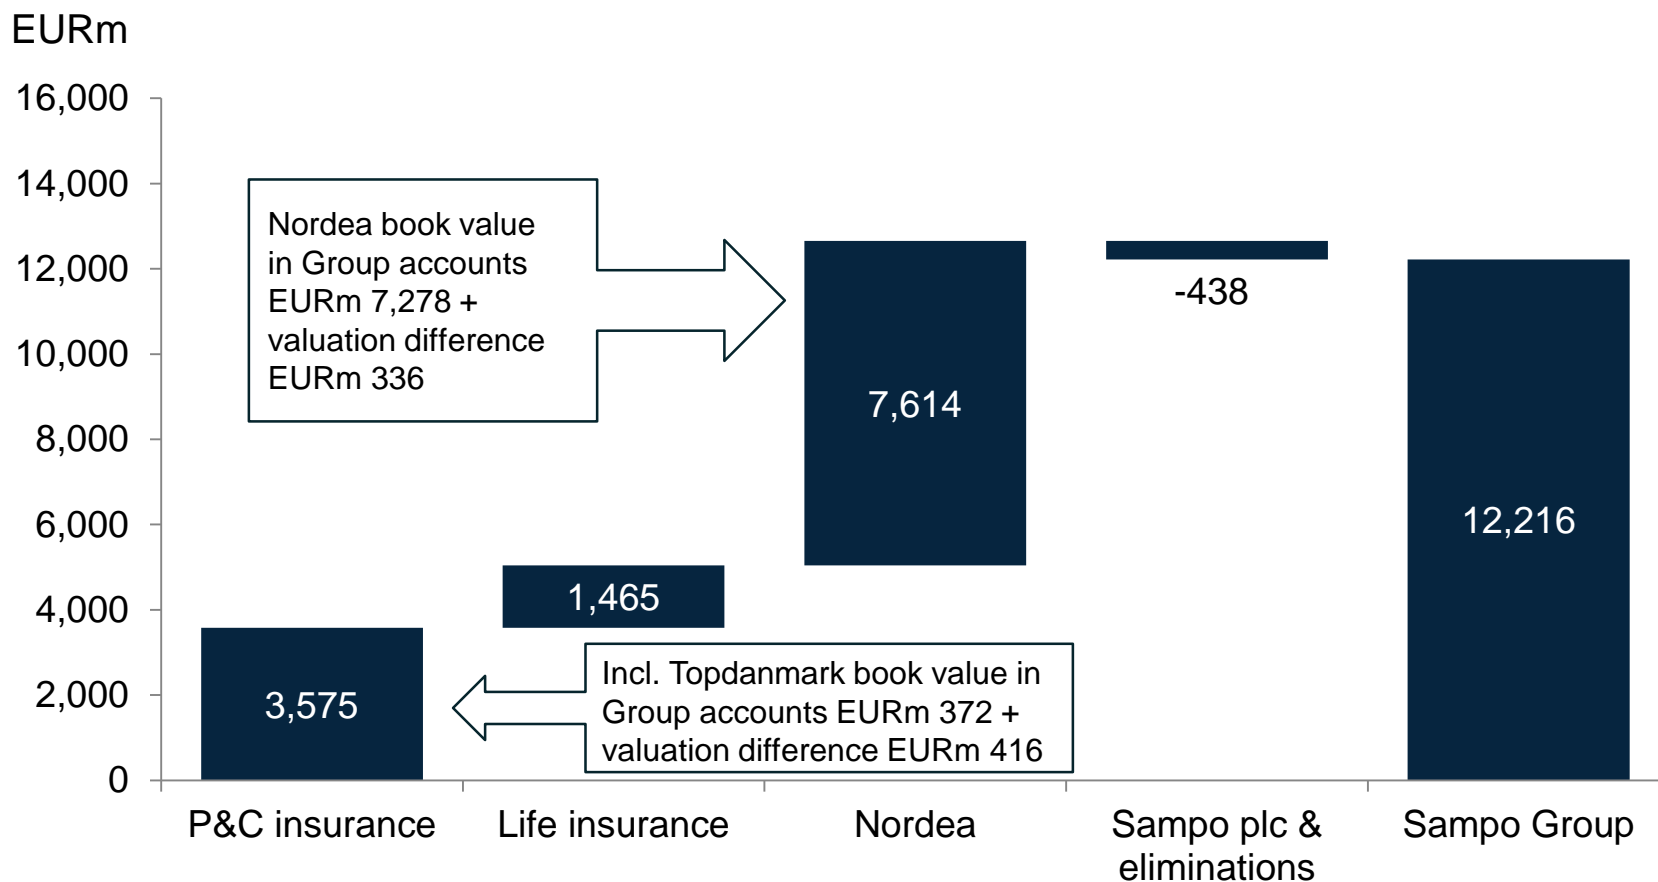 EURm
16,000
14,000
12,000
10,000
8,000
6,000
4,000
2,000
0
Nordea book value
in Group accounts
EURm 7,278 +
valuation difference
EURm 336
Incl. Topdanmark book value in
Group accounts EURm 372 +
valuation difference EURm 416
3,575
1,465
7,614
-438
12,216
P&C insurance
Life insurance
Nordea
Sampo plc &
eliminations
Sampo Group